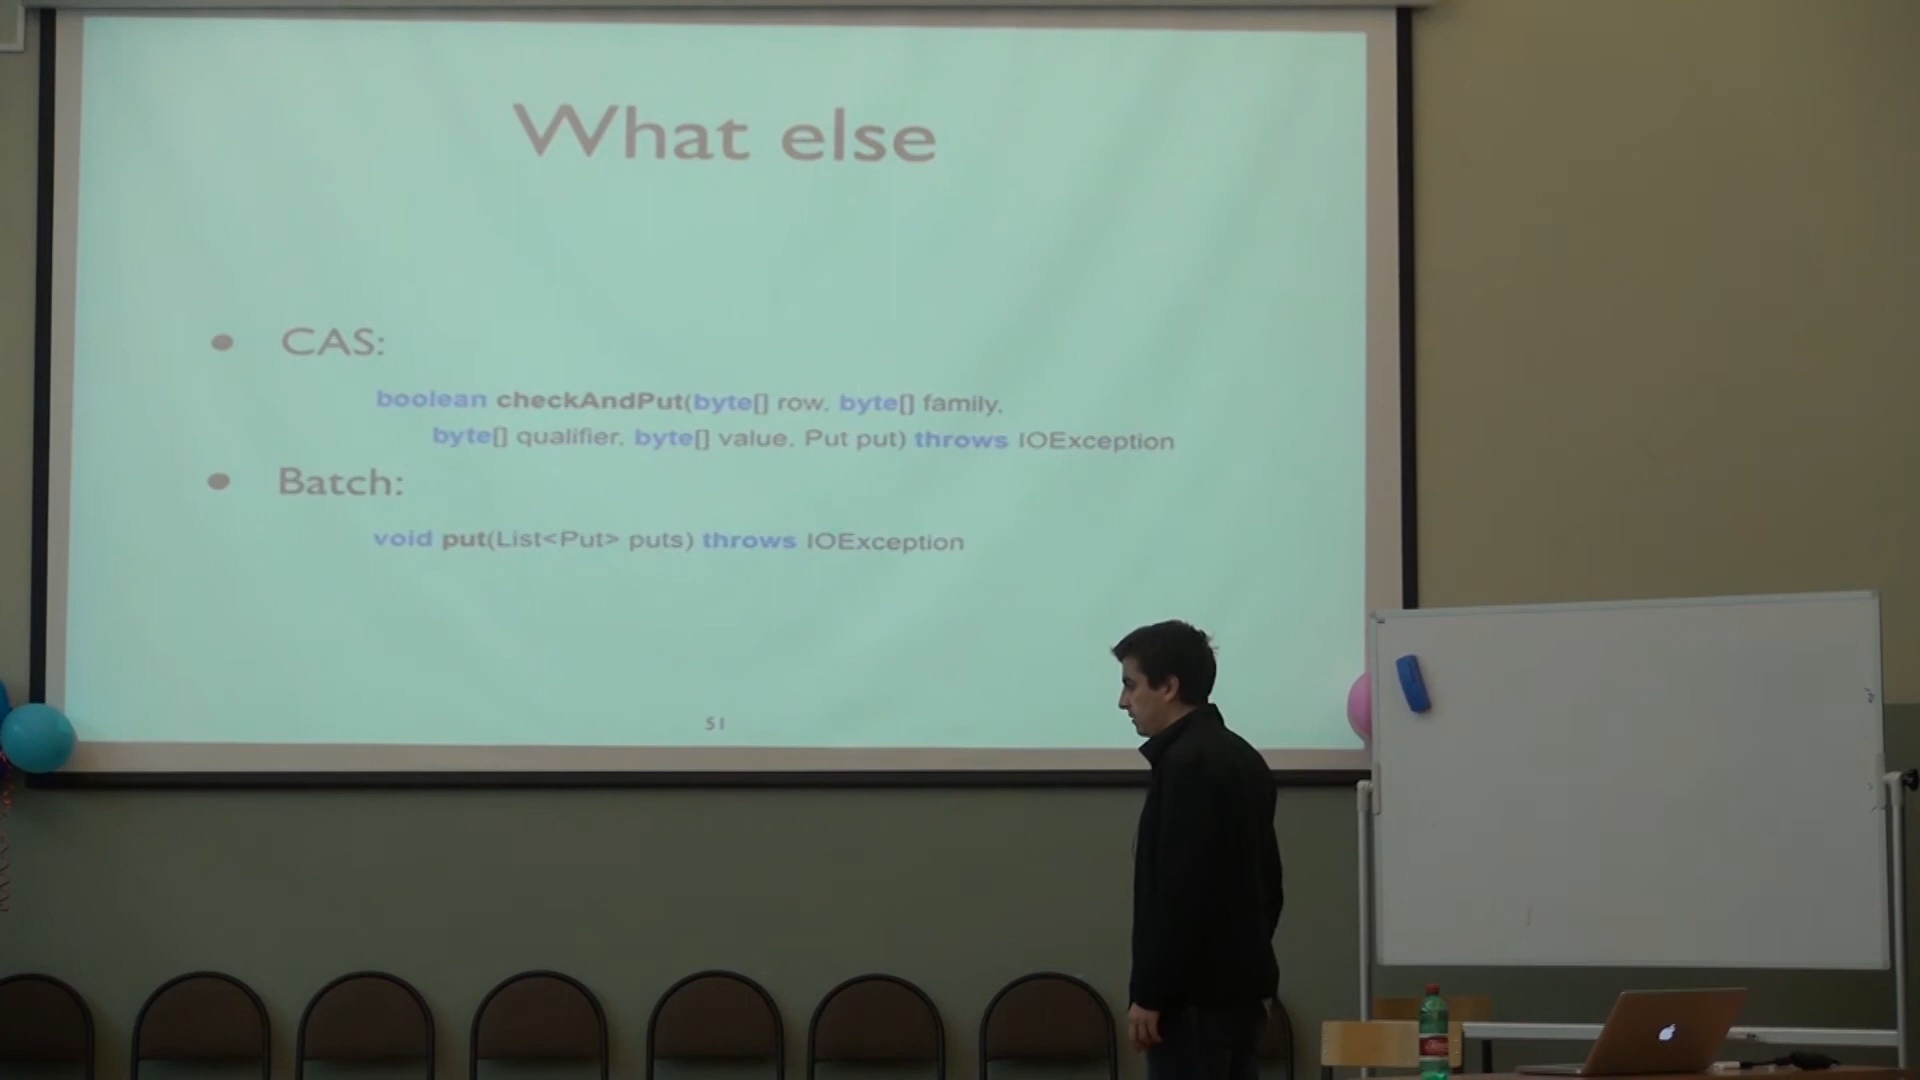 What else
• CAS:
boolean checkAndPut(byte[] row, byte[] family,
byte[] qualifier, byte[] value, Put put) throws IOException
• Batch:
void put(List<Put> puts) throws IOException
51